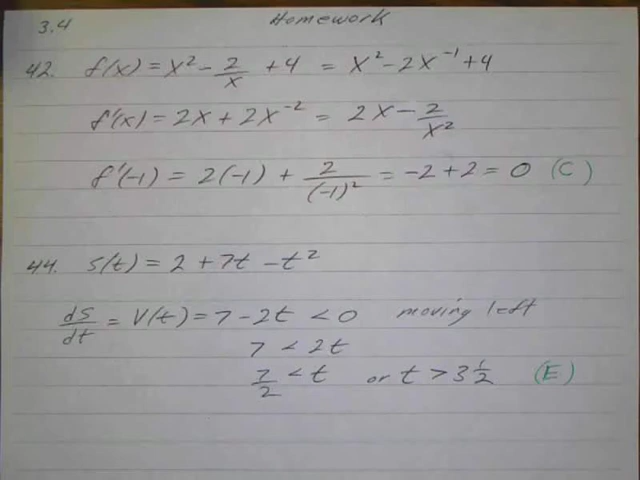 3.4 Homework
42. f(x) = x² - 2/x + 4 = x² - 2x⁻¹ + 4
f'(x) = 2x + 2x⁻² = 2x - 2/x²
f'(-1) = 2(-1) + 2/(-1)² = -2 + 2 = 0 (C)
44. s(t) = 2 + 7t - t²
ds/dt = v(t) = 7 - 2t < 0 moving left
7 < 2t
7/2 < t or t > 3 1/2 (E)